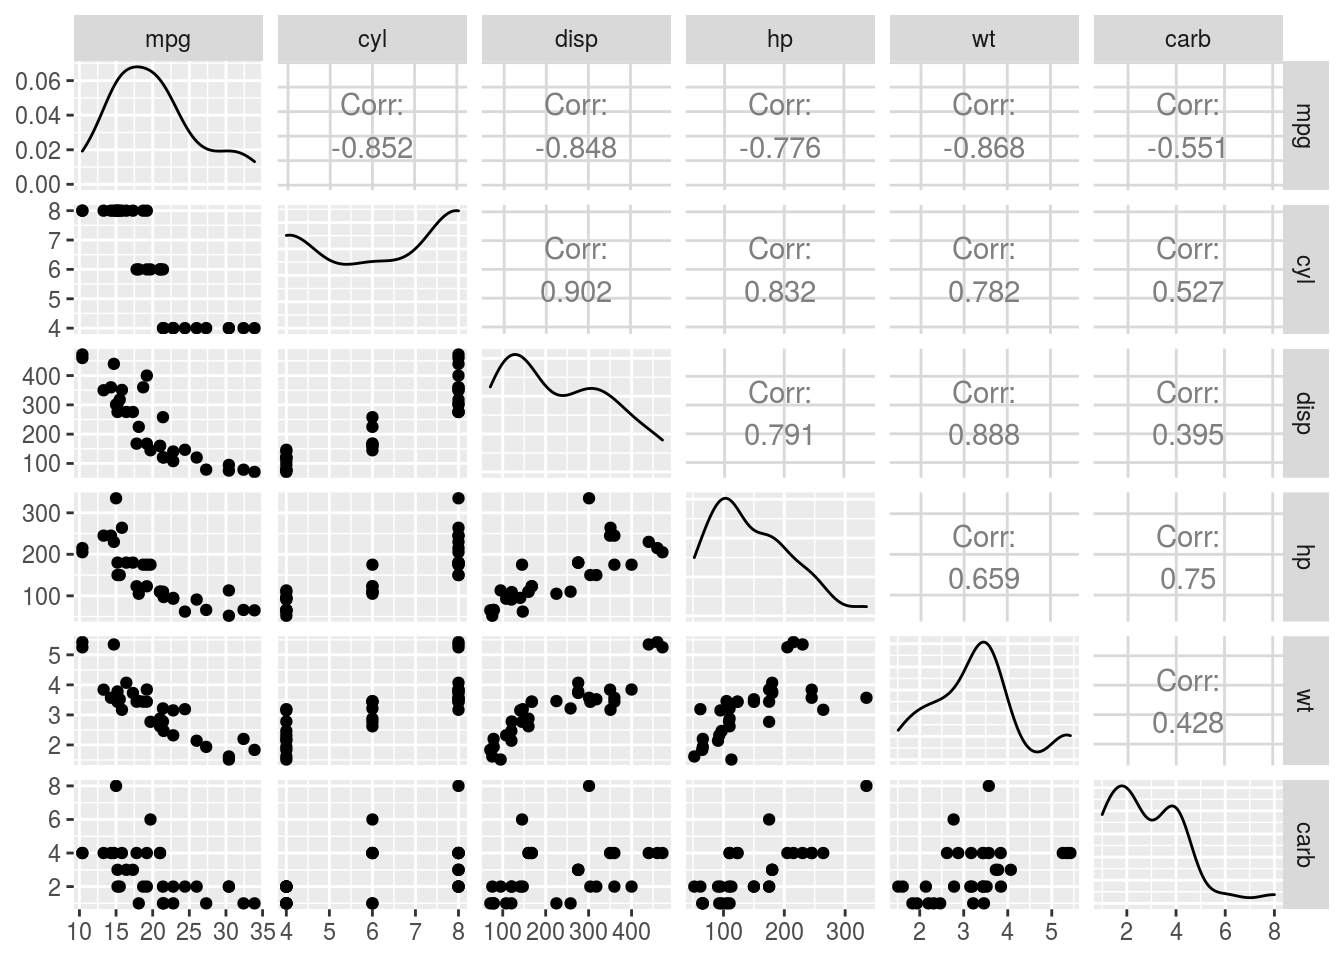 mpg cyl disp hp wt carb
0.06
0.04
0.02
0.00
Corr: Corr: Corr: Corr: Corr:
-0.852 -0.848 -0.776 -0.868 -0.551
mpg
8
7
6
5
4
Corr: Corr: Corr: Corr:
0.902 0.832 0.782 0.527
cyl
400
300
200
100
Corr: Corr: Corr:
0.791 0.888 0.395
disp
300
200
100
Corr: Corr:
0.659 0.75
hp
5
4
3
2
Corr:
0.428
wt
8
6
4
2
carb
10 15 20 25 30 35 4 5 6 7 8 100 200 300 400 100 200 300 2 3 4 5 2 4 6 8